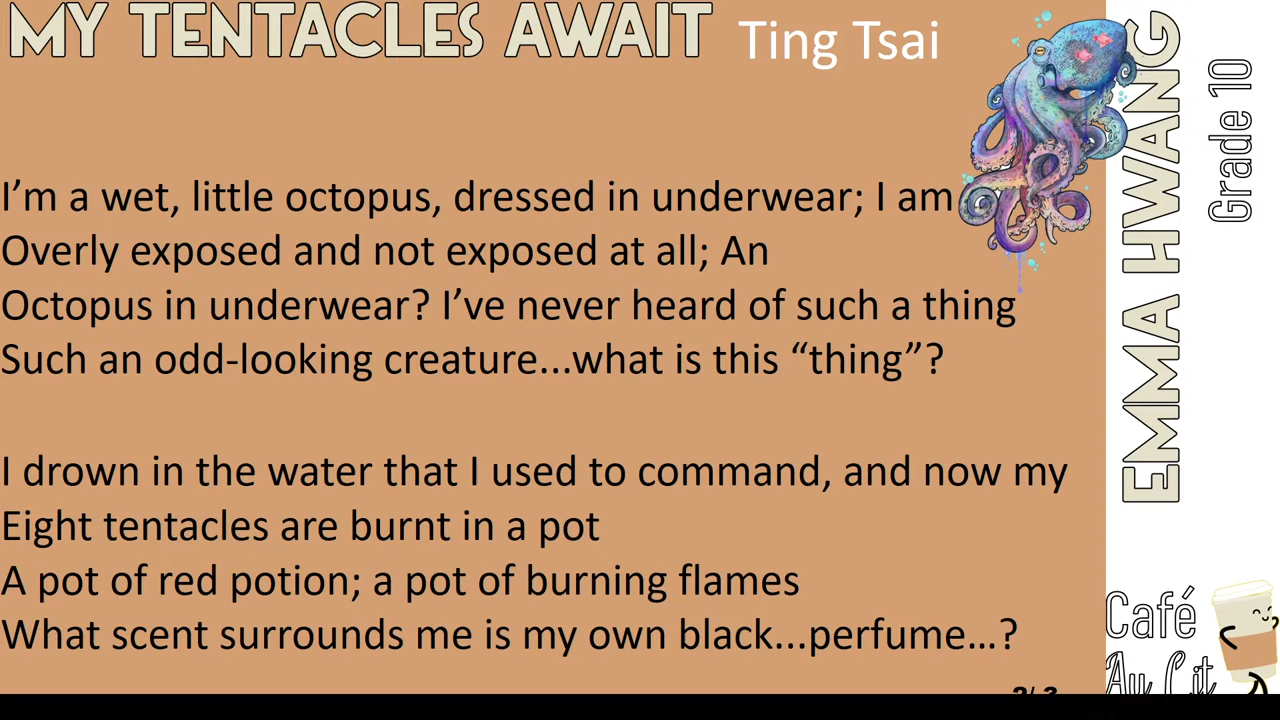 MY TENTACLES AWAIT Ting Tsai
I’m a wet, little octopus, dressed in underwear; I am
Overly exposed and not exposed at all; An
Octopus in underwear? I’ve never heard of such a thing
Such an odd-looking creature...what is this “thing”?
I drown in the water that I used to command, and now my
Eight tentacles are burnt in a pot
A pot of red potion; a pot of burning flames
What scent surrounds me is my own black...perfume...?
EMMA HWANG
Grade 10
Café
Au Lit